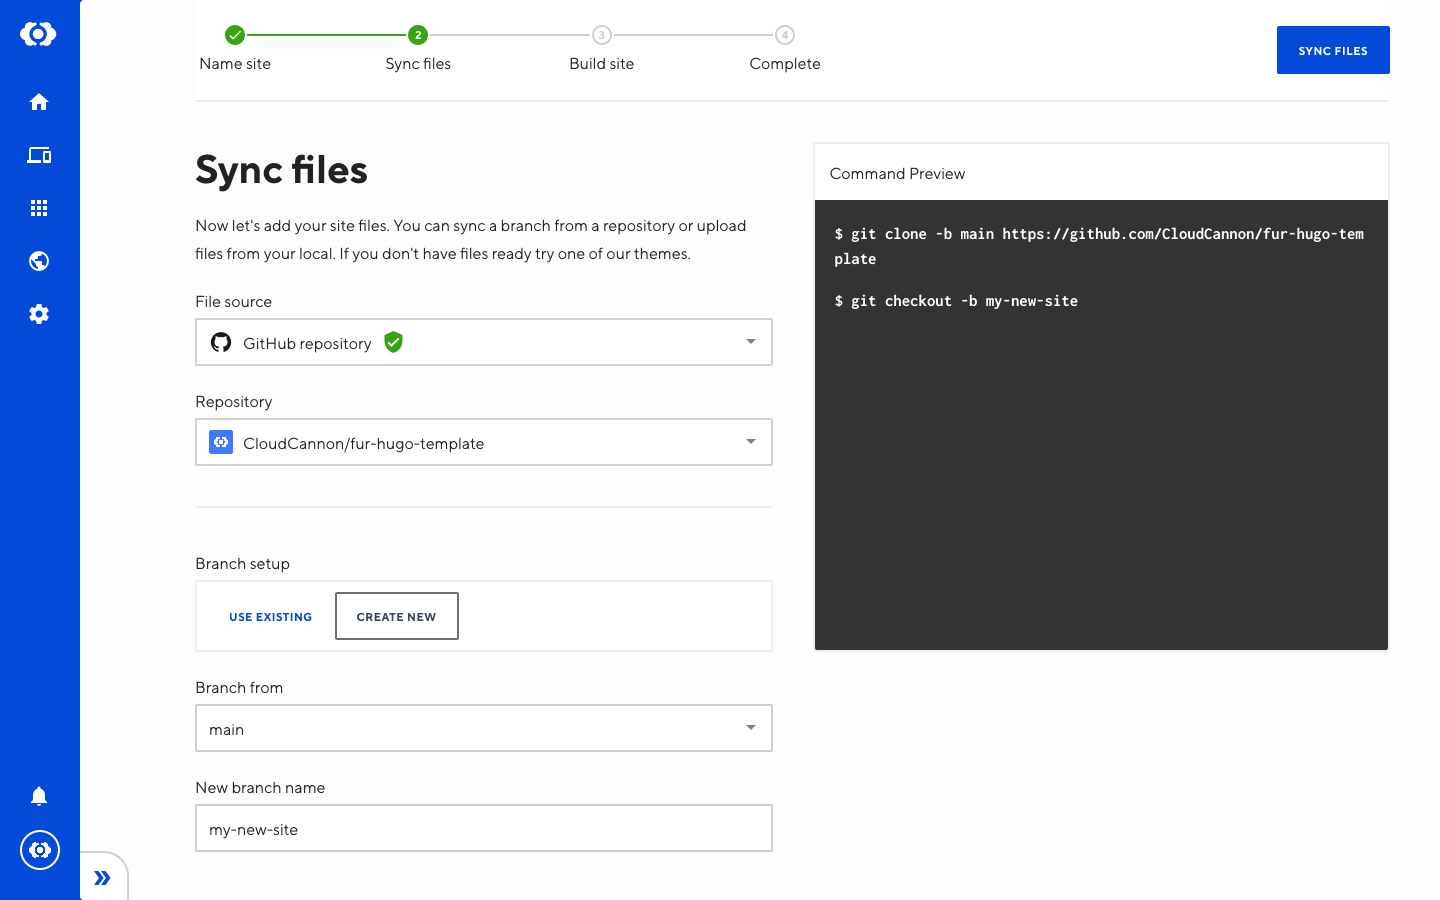 2
3
4
Name site
Sync files
Build site
Complete
SYNC FILES
Sync files
Now let's add your site files. You can sync a branch from a repository or upload
files from your local. If you don't have files ready try one of our themes.
File source
GitHub repository
Repository
CloudCannon/fur-hugo-template
Branch setup
USE EXISTING
CREATE NEW
Branch from
main
New branch name
my-new-site
Command Preview
$ git clone -b main https://github.com/CloudCannon/fur-hugo-tem
plate
$ git checkout -b my-new-site